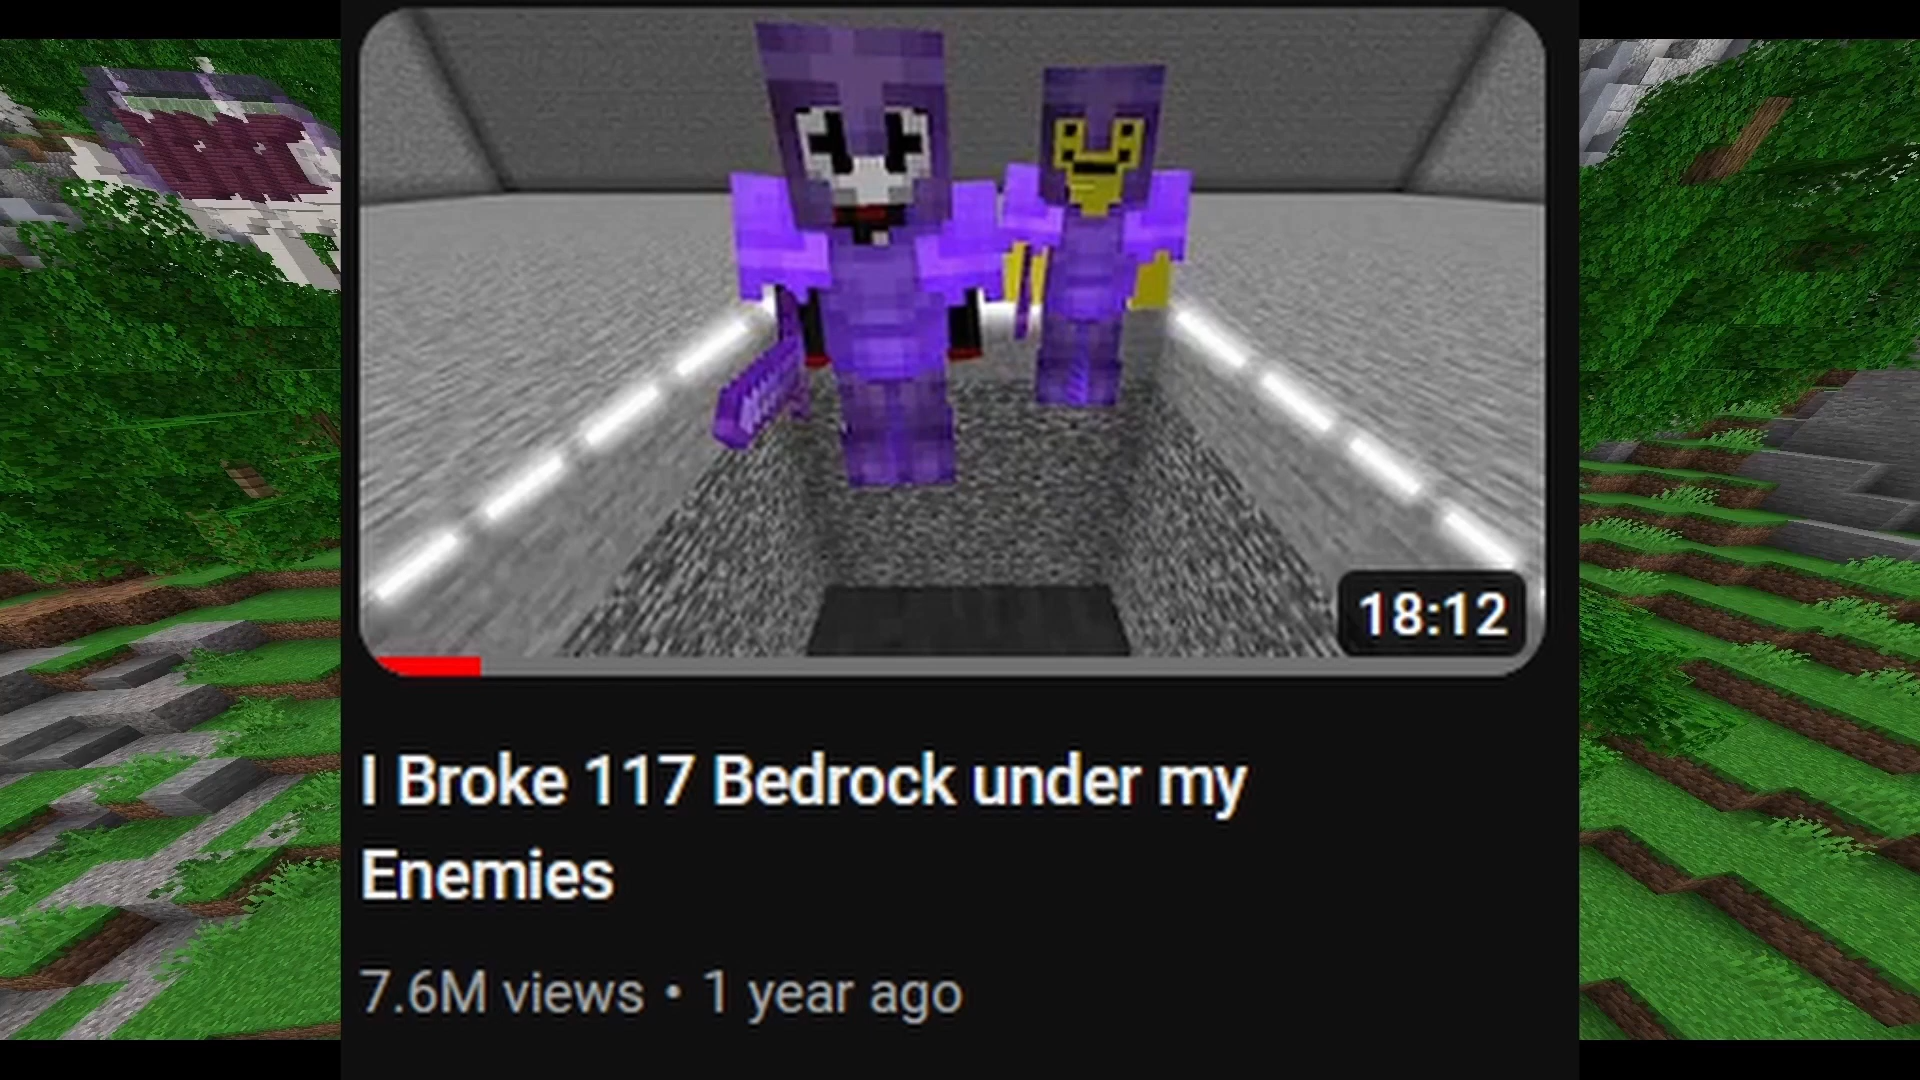 18:12
I Broke 117 Bedrock under my
Enemies
7.6M views • 1 year ago